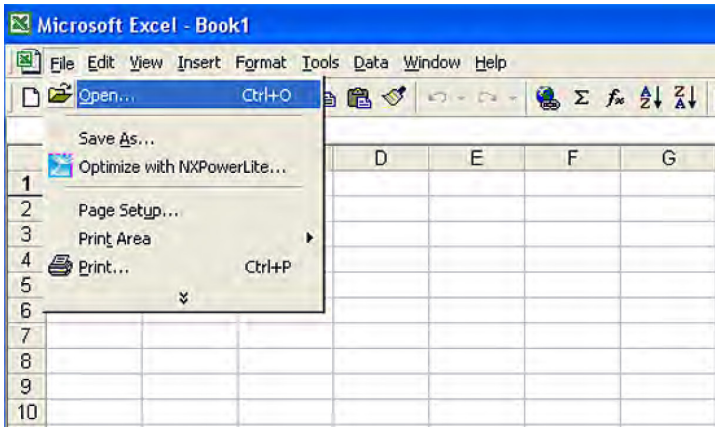 Microsoft Excel - Book1
File Edit View Insert Format Tools Data Window Help
Open... Ctrl+O
Save As...
Optimize with NXPowerLite...
Page Setup...
Print Area
Print... Ctrl+P
D E F G
1
2
3
4
5
6
7
8
9
10